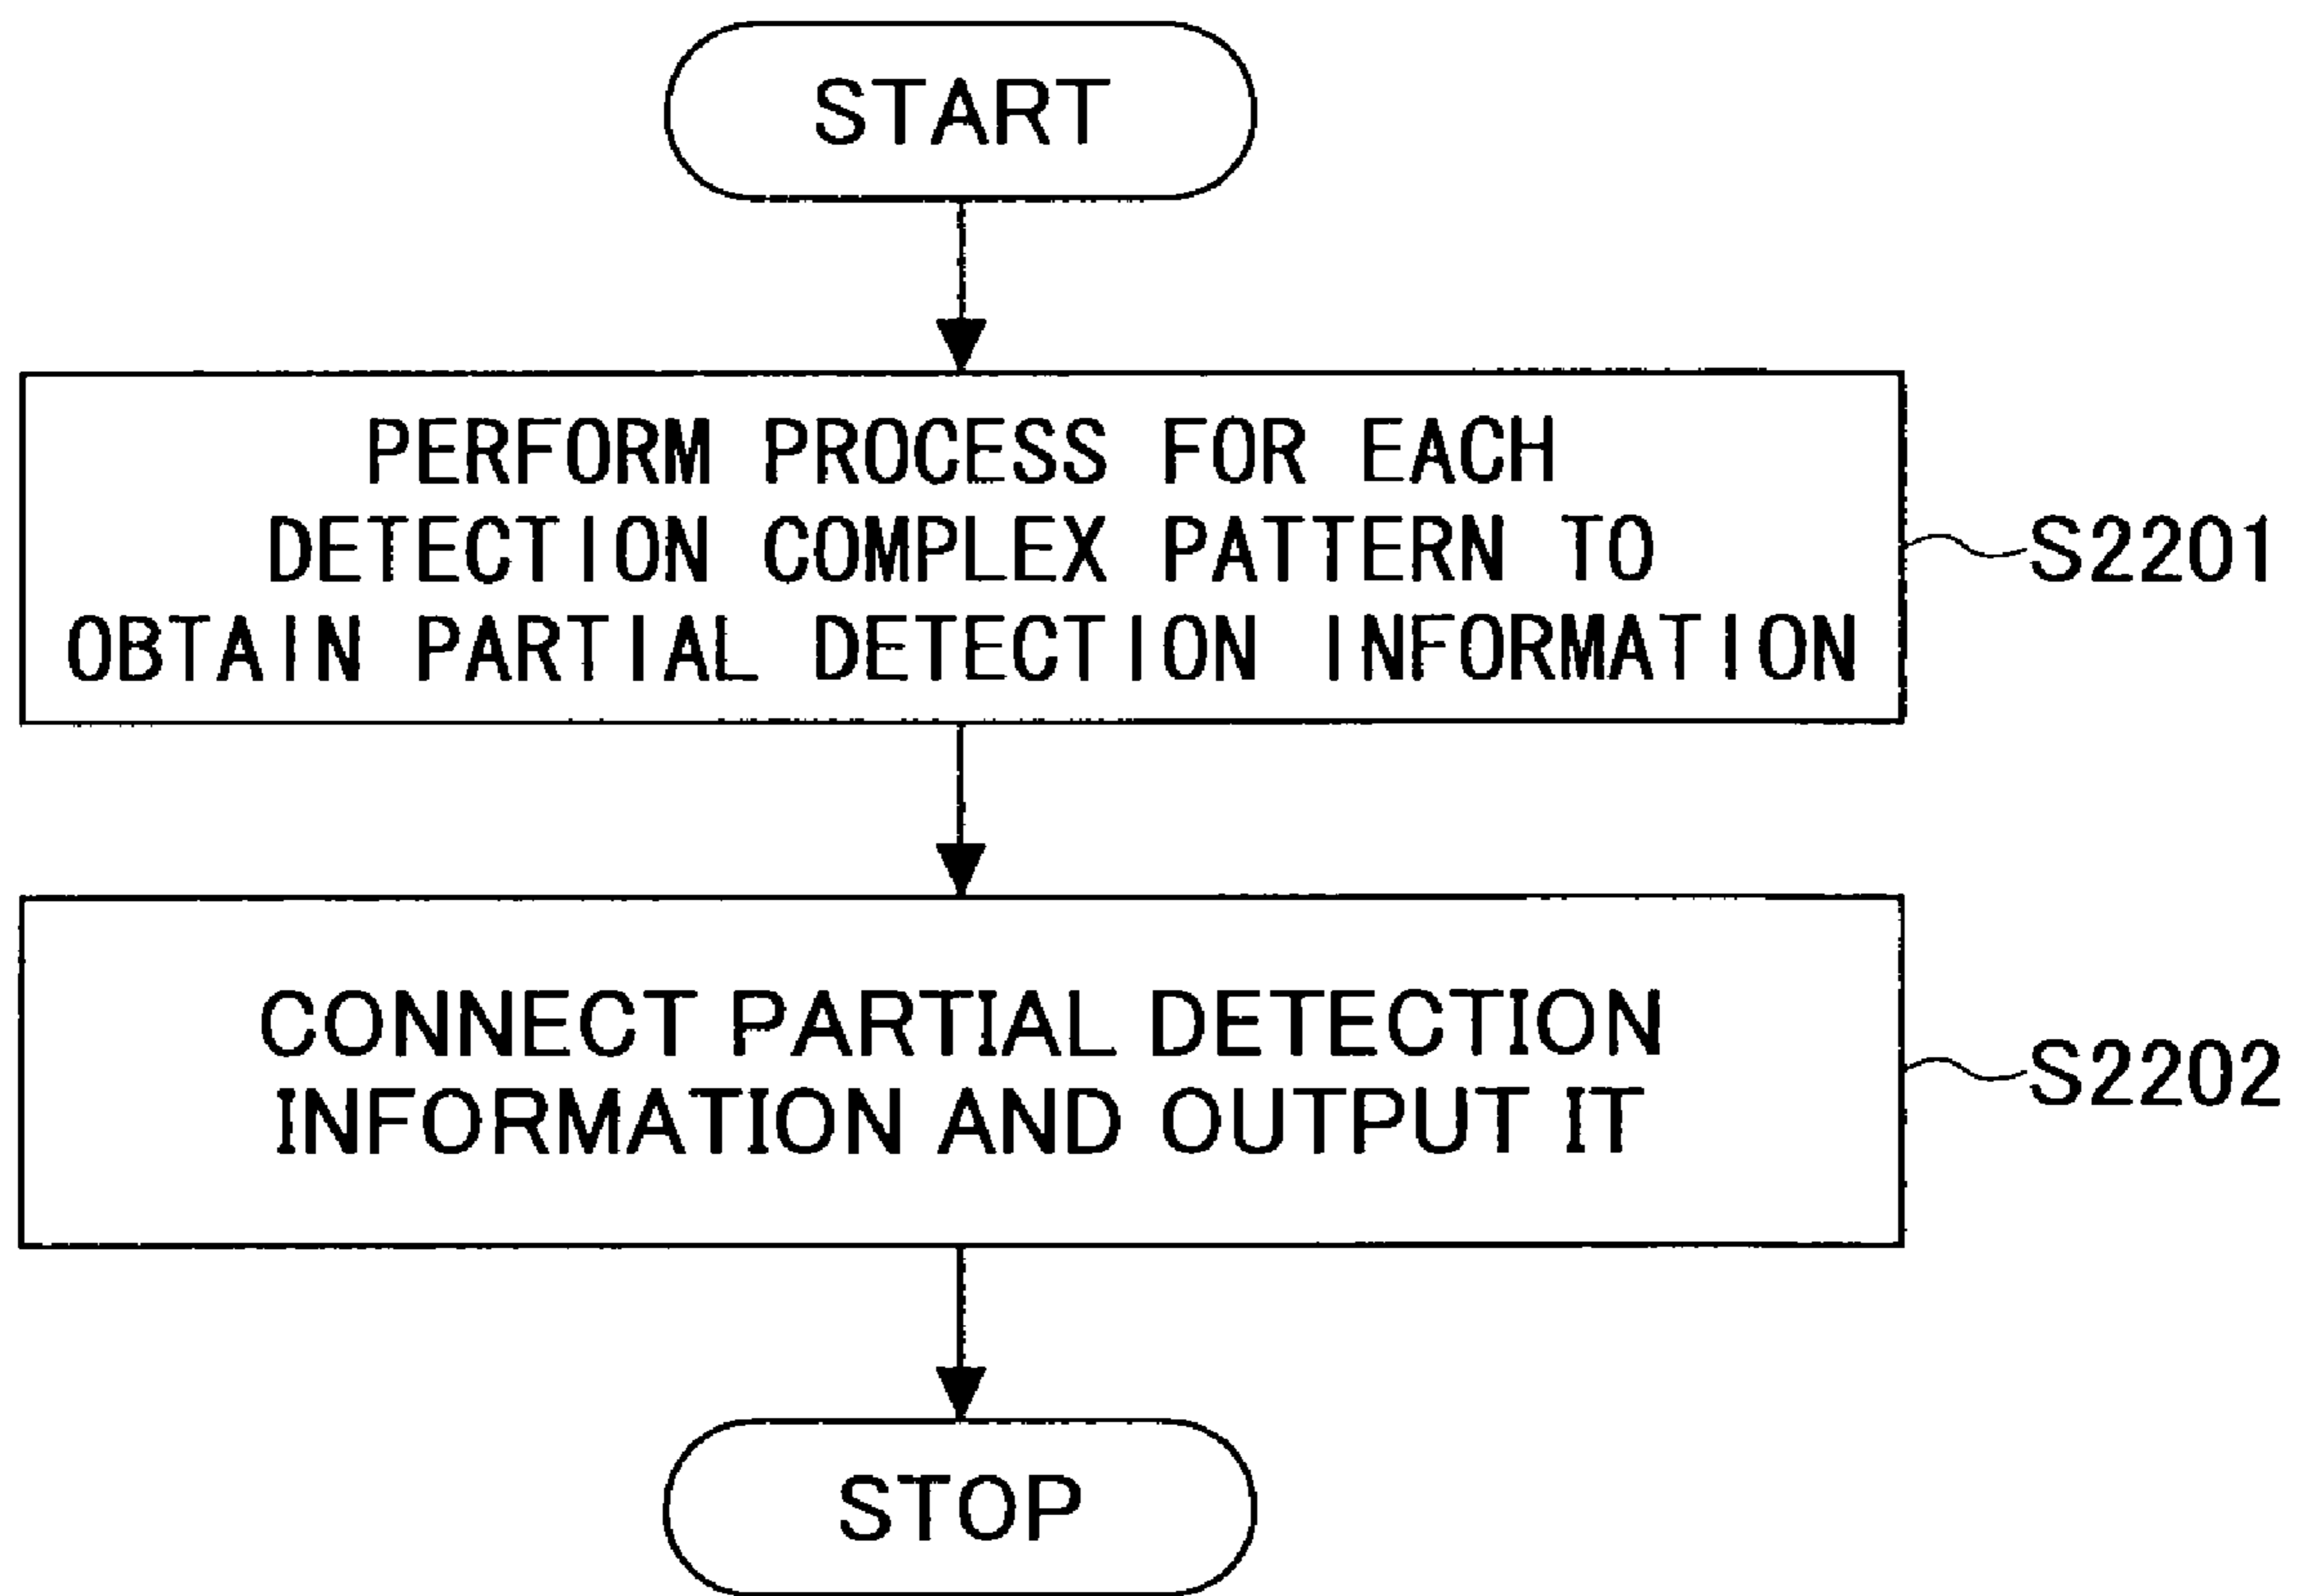 START
PERFORM PROCESS FOR EACH
DETECTION COMPLEX PATTERN TO
OBTAIN PARTIAL DETECTION INFORMATION
S2201
CONNECT PARTIAL DETECTION
INFORMATION AND OUTPUT IT
S2202
STOP